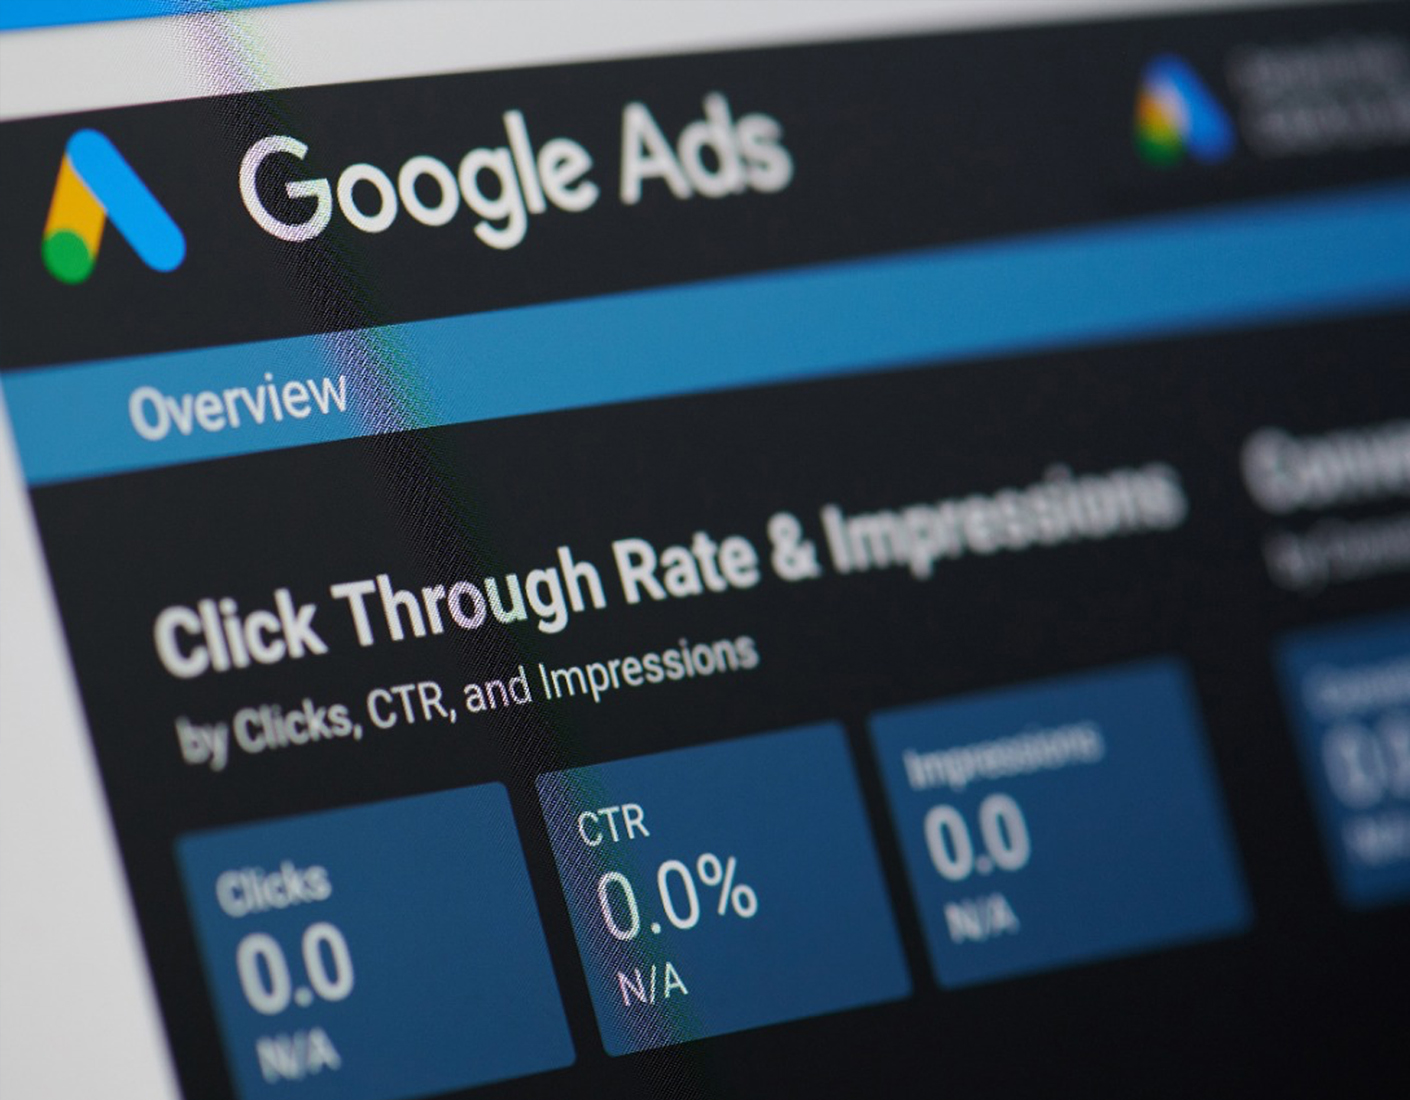 Google Ads
Overview
Click Through Rate & Impressions
by Clicks, CTR, and Impressions
Clicks
0.0
N/A
CTR
0.0%
N/A
Impressions
0.0
N/A